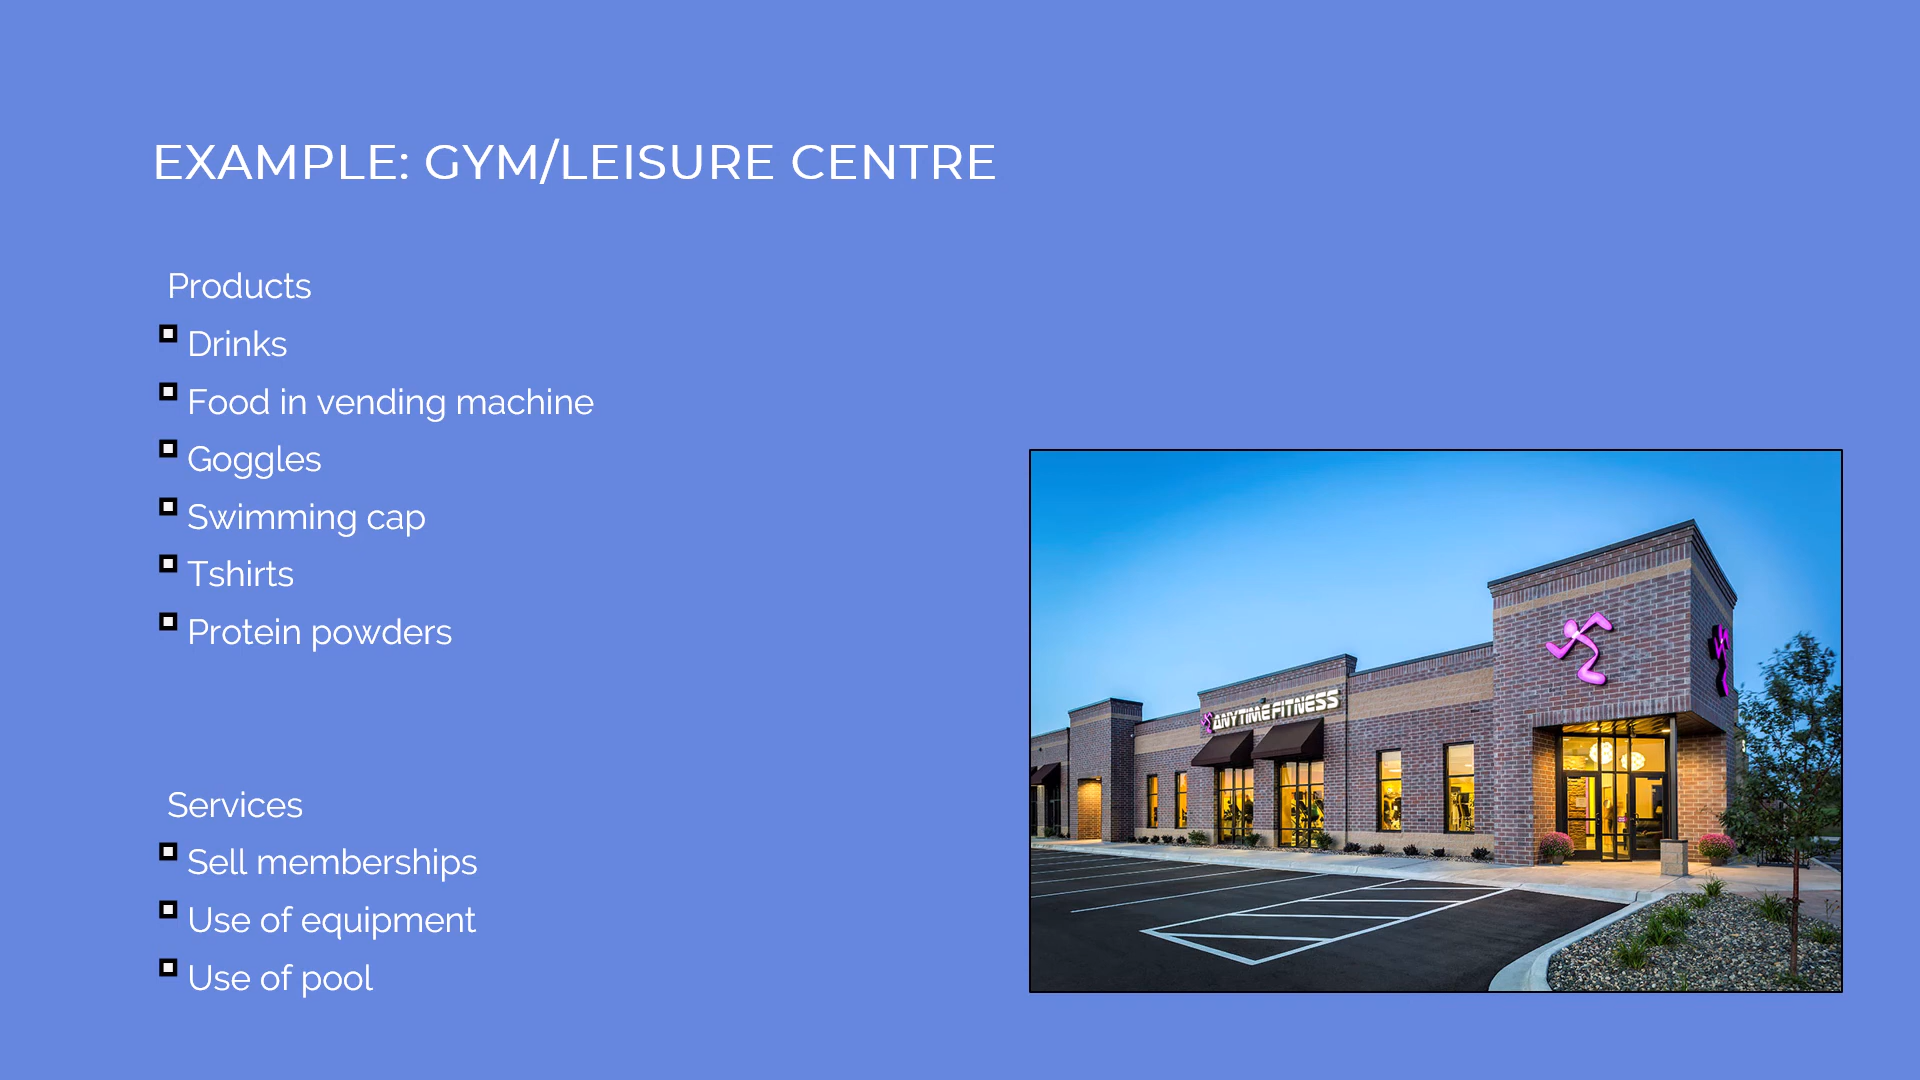 EXAMPLE: GYM/LEISURE CENTRE
Products
Drinks
Food in vending machine
Goggles
Swimming cap
Tshirts
Protein powders
ANYTIME FITNESS
Services
Sell memberships
Use of equipment
Use of pool